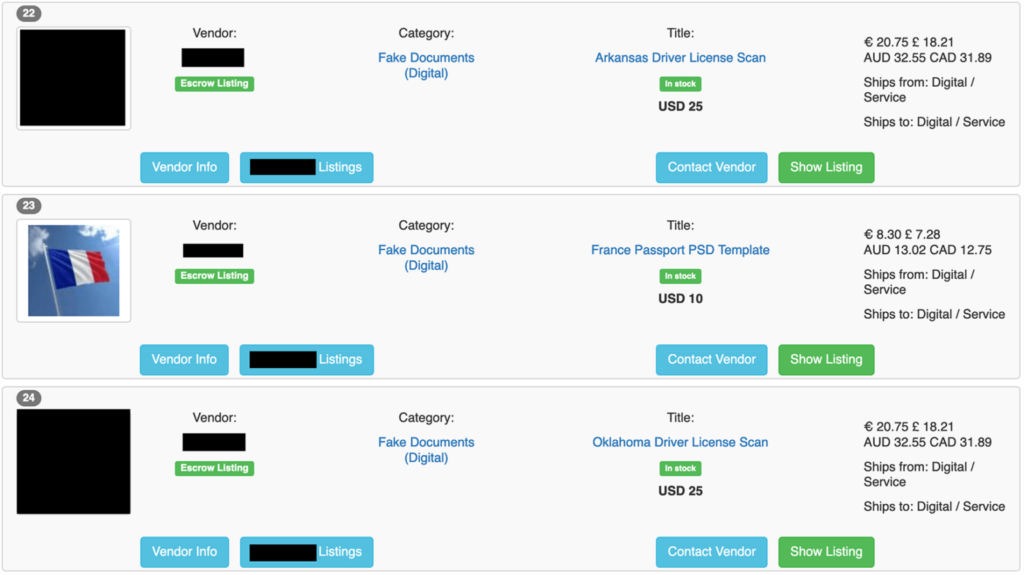 22
Vendor:
Escrow Listing
Category:
Fake Documents
(Digital)
Title:
Arkansas Driver License Scan
In stock
USD 25
€ 20.75 £ 18.21
AUD 32.55 CAD 31.89
Ships from: Digital /
Service
Ships to: Digital / Service
Vendor Info
Listings
Contact Vendor
Show Listing
23
Vendor:
Escrow Listing
Category:
Fake Documents
(Digital)
Title:
France Passport PSD Template
In stock
USD 10
€ 8.30 £ 7.28
AUD 13.02 CAD 12.75
Ships from: Digital /
Service
Ships to: Digital / Service
Vendor Info
Listings
Contact Vendor
Show Listing
24
Vendor:
Escrow Listing
Category:
Fake Documents
(Digital)
Title:
Oklahoma Driver License Scan
In stock
USD 25
€ 20.75 £ 18.21
AUD 32.55 CAD 31.89
Ships from: Digital /
Service
Ships to: Digital / Service
Vendor Info
Listings
Contact Vendor
Show Listing